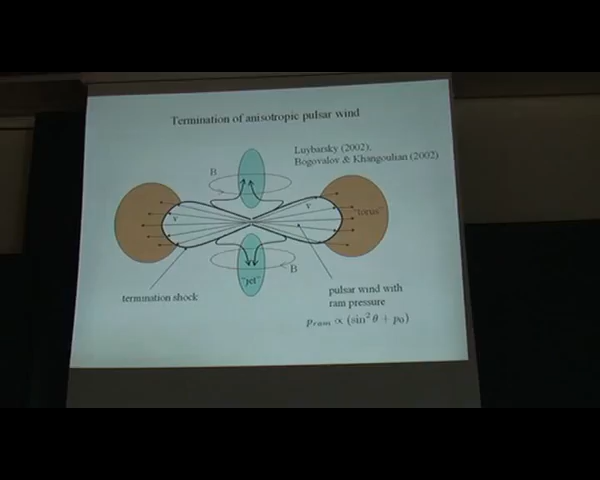 Termination of anisotropic pulsar wind
Luybarsky (2002),
Bogovalov & Khangoulian (2002)
B
γ
γ
"torus"
B
"jet"
termination shock
pulsar wind with
ram pressure
p_ram ∝ (sin² θ + p₀)